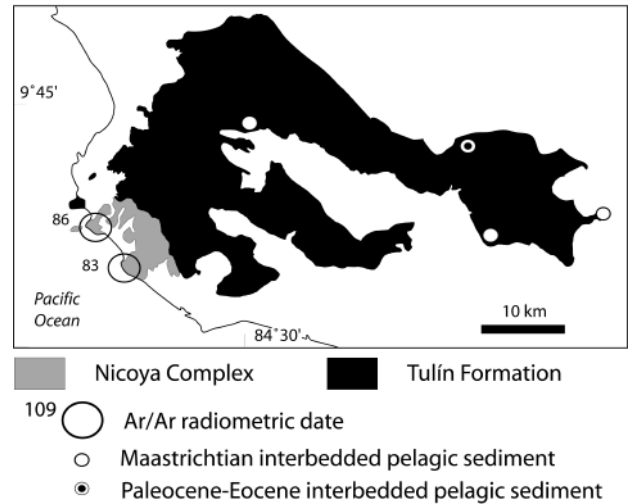 9˚45'
86
83
Pacific
Ocean
10 km
84˚30'
Nicoya Complex
Tulín Formation
109
Ar/Ar radiometric date
Maastrichtian interbedded pelagic sediment
Paleocene-Eocene interbedded pelagic sediment